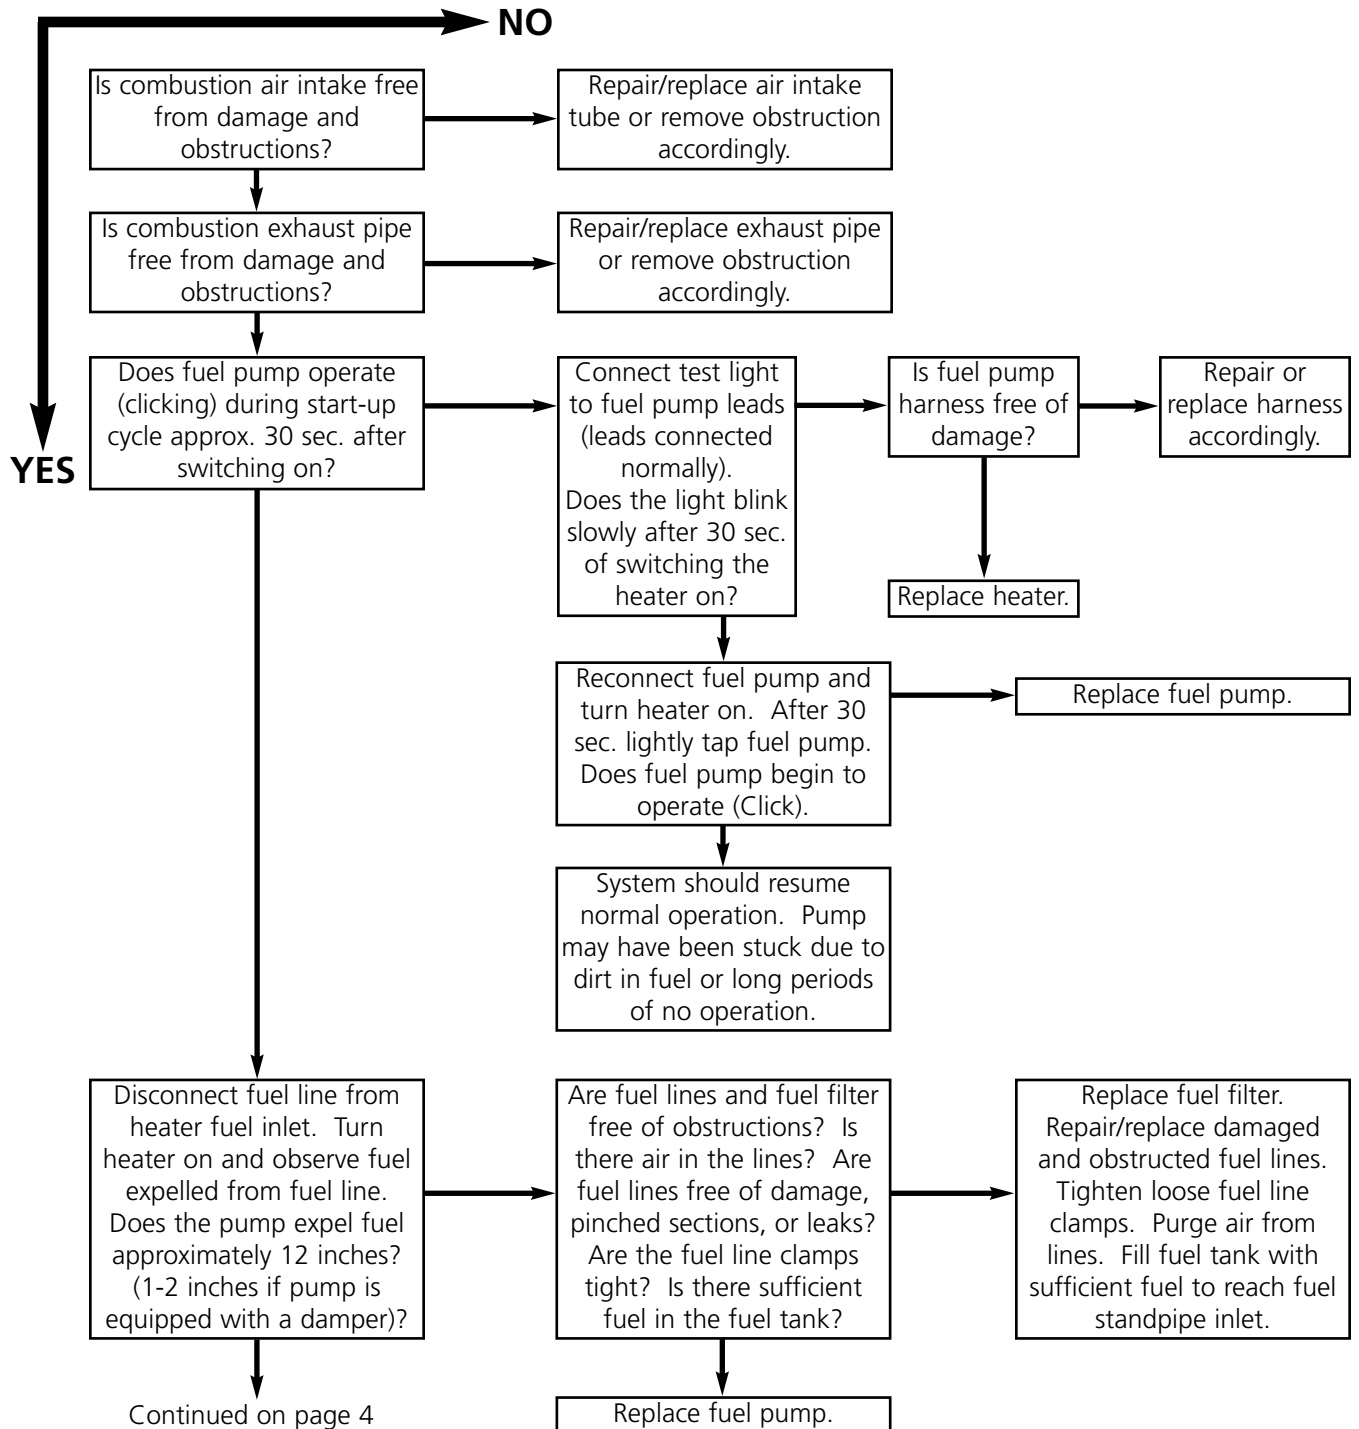 NO
YES
Is combustion air intake free
from damage and
obstructions?
Repair/replace air intake
tube or remove obstruction
accordingly.
Is combustion exhaust pipe
free from damage and
obstructions?
Repair/replace exhaust pipe
or remove obstruction
accordingly.
Does fuel pump operate
(clicking) during start-up
cycle approx. 30 sec. after
switching on?
Connect test light
to fuel pump leads
(leads connected
normally).
Does the light blink
slowly after 30 sec.
of switching the
heater on?
Is fuel pump
harness free of
damage?
Repair or
replace harness
accordingly.
Replace heater.
Reconnect fuel pump and
turn heater on. After 30
sec. lightly tap fuel pump.
Does fuel pump begin to
operate (Click).
Replace fuel pump.
System should resume
normal operation. Pump
may have been stuck due to
dirt in fuel or long periods
of no operation.
Disconnect fuel line from
heater fuel inlet. Turn
heater on and observe fuel
expelled from fuel line.
Does the pump expel fuel
approximately 12 inches?
(1-2 inches if pump is
equipped with a damper)?
Are fuel lines and fuel filter
free of obstructions? Is
there air in the lines? Are
fuel lines free of damage,
pinched sections, or leaks?
Are the fuel line clamps
tight? Is there sufficient
fuel in the fuel tank?
Replace fuel filter.
Repair/replace damaged
and obstructed fuel lines.
Tighten loose fuel line
clamps. Purge air from
lines. Fill fuel tank with
sufficient fuel to reach fuel
standpipe inlet.
Continued on page 4
Replace fuel pump.